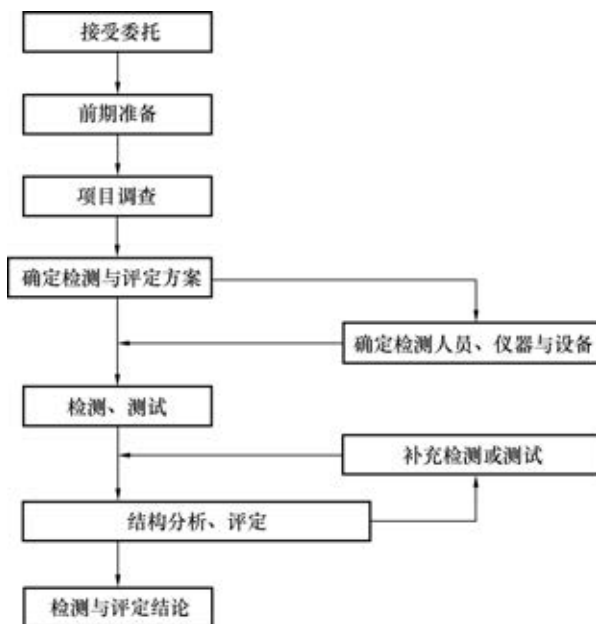 接受委托
前期准备
项目调查
确定检测与评定方案
确定检测人员、仪器与设备
检测、测试
补充检测或测试
结构分析、评定
检测与评定结论